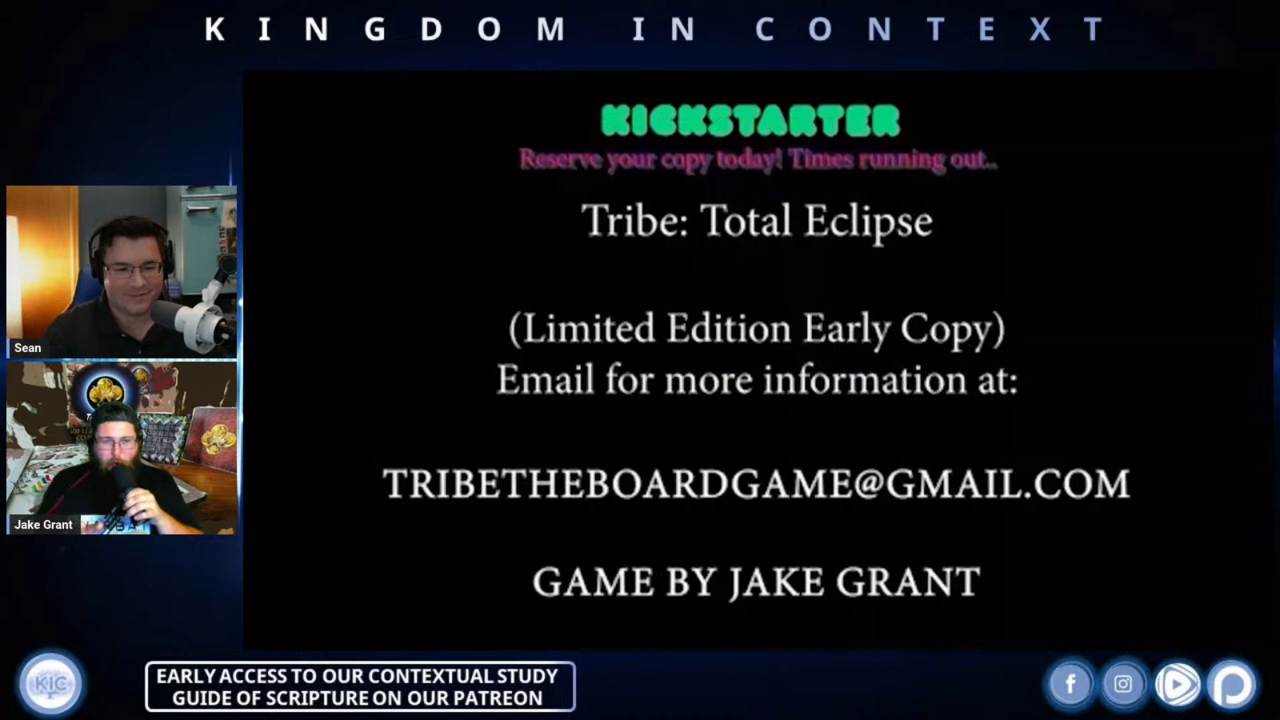 KINGDOM IN CONTEXT
KICKSTARTER
Reserve your copy today! Times running out..
Tribe: Total Eclipse
(Limited Edition Early Copy)
Email for more information at:
TRIBETHEBOARDGAME@GMAIL.COM
GAME BY JAKE GRANT
Sean
Jake Grant
KIC
EARLY ACCESS TO OUR CONTEXTUAL STUDY
GUIDE OF SCRIPTURE ON OUR PATREON